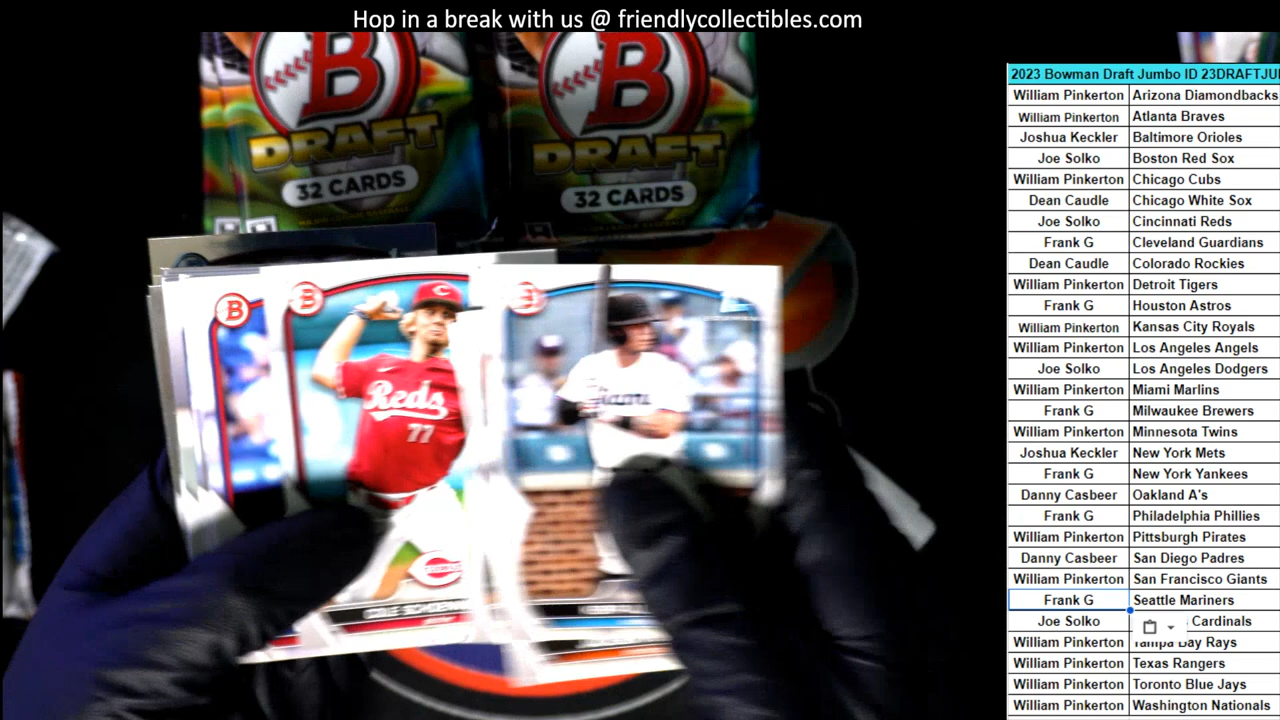 Hop in a break with us @ friendlycollectibles.com
B
DRAFT
32 CARDS
B
DRAFT
32 CARDS
B
B
Reds
77
2023 Bowman Draft Jumbo ID 23DRAFTJU
William Pinkerton Arizona Diamondbacks
William Pinkerton Atlanta Braves
Joshua Keckler Baltimore Orioles
Joe Solko Boston Red Sox
William Pinkerton Chicago Cubs
Dean Caudle Chicago White Sox
Joe Solko Cincinnati Reds
Frank G Cleveland Guardians
Dean Caudle Colorado Rockies
William Pinkerton Detroit Tigers
Frank G Houston Astros
William Pinkerton Kansas City Royals
William Pinkerton Los Angeles Angels
Joe Solko Los Angeles Dodgers
William Pinkerton Miami Marlins
Frank G Milwaukee Brewers
William Pinkerton Minnesota Twins
Joshua Keckler New York Mets
Frank G New York Yankees
Danny Casbeer Oakland A's
Frank G Philadelphia Phillies
William Pinkerton Pittsburgh Pirates
Danny Casbeer San Diego Padres
William Pinkerton San Francisco Giants
Frank G Seattle Mariners
Joe Solko Cardinals
William Pinkerton Tampa Bay Rays
William Pinkerton Texas Rangers
William Pinkerton Toronto Blue Jays
William Pinkerton Washington Nationals